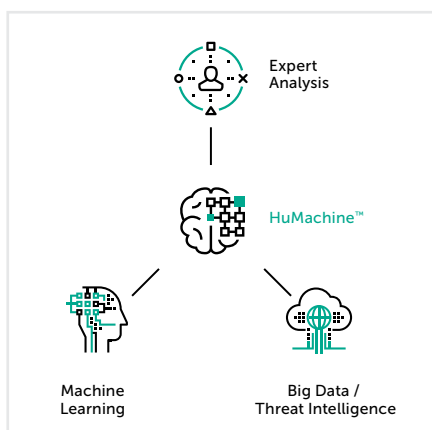 Expert
Analysis
HuMachine™
Machine
Learning
Big Data /
Threat Intelligence